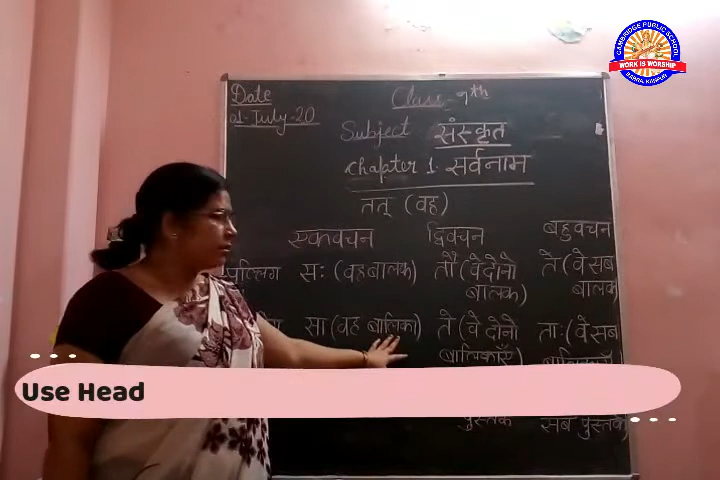 CAMBRIDGE PUBLIC SCHOOL
WORK IS WORSHIP
Date
01-July-20
Class-9th
Subject संस्कृत
Chapter 1. सर्वनाम
तत् (वह)
एकवचन द्विवचन बहुवचन
पुल्लिंग सः (वह बालक) तौ (वे दोनो बालक) ते (वे सब बालक
सा (वह बालिका) ते (वे दोनो बालिकाएँ) ताः (वे सब
Use Head
पुस्तकें सब पुस्तकें